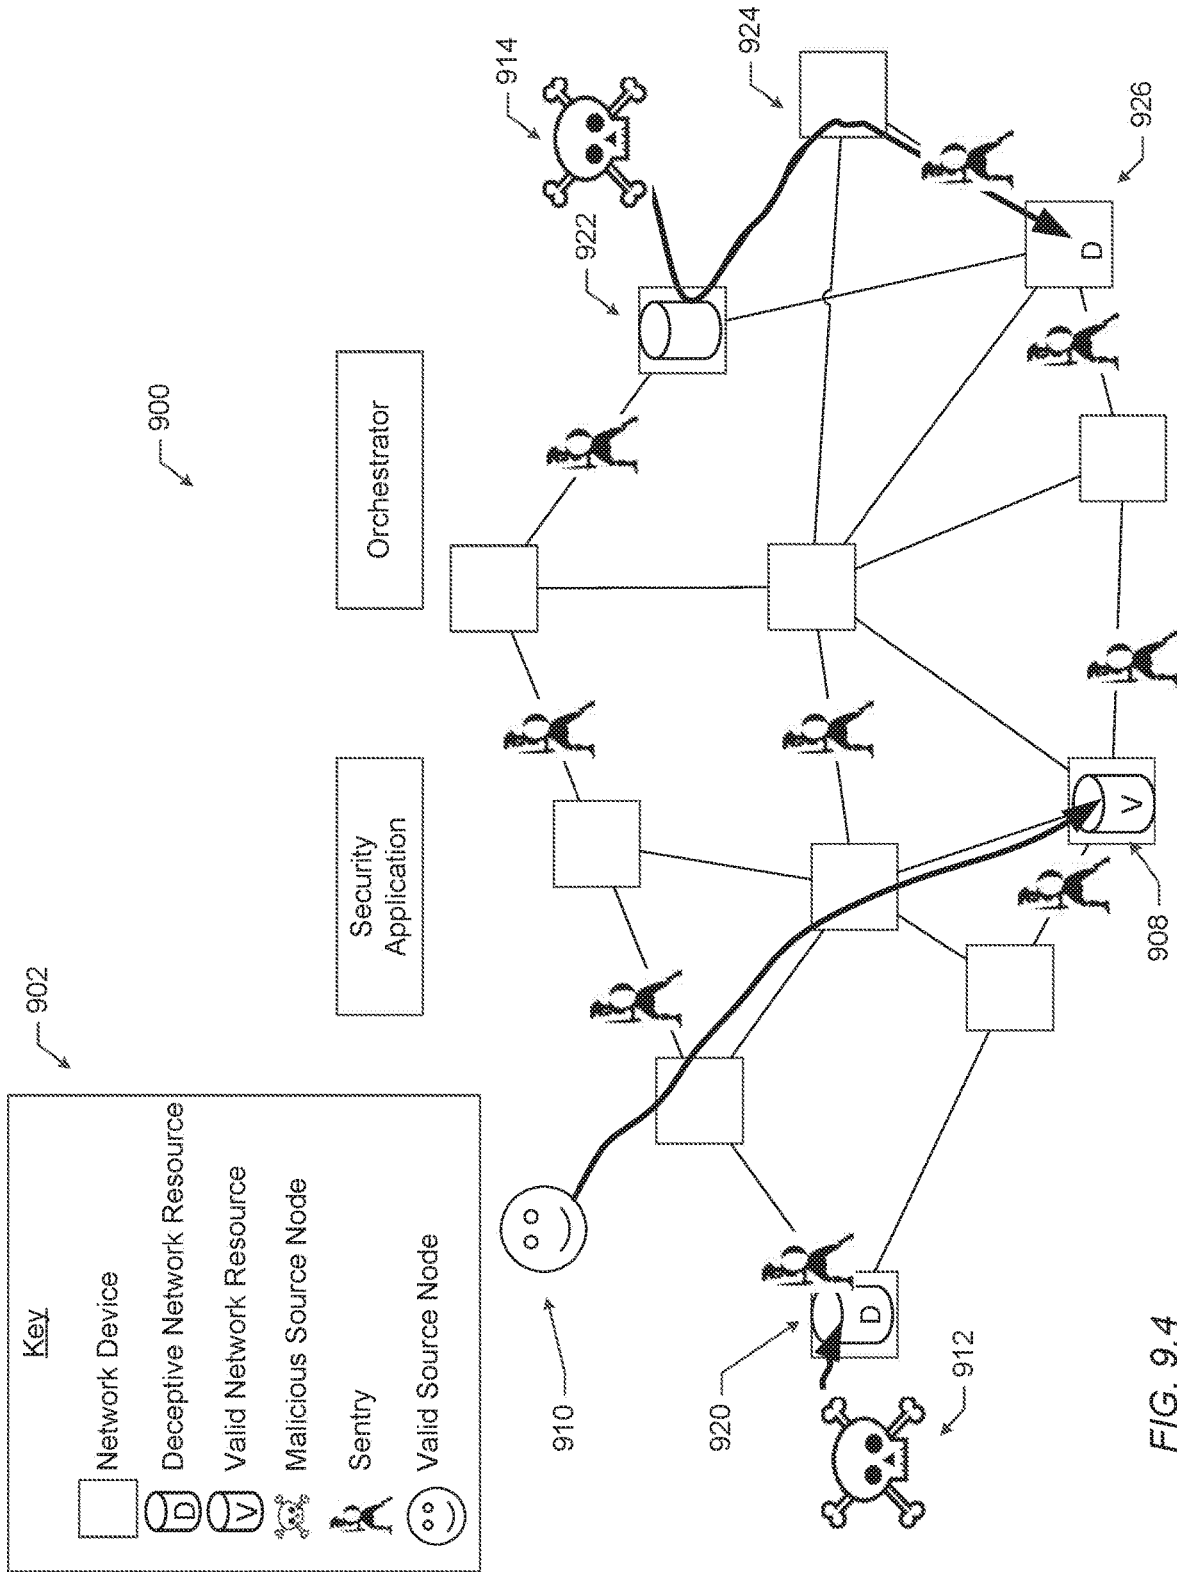 902
Key
Network Device
D
Deceptive Network Resource
V
Valid Network Resource
Malicious Source Node
Sentry
Valid Source Node
900
Security
Application
Orchestrator
910
914
922
924
920
D
912
908
V
926
D
FIG. 9.4